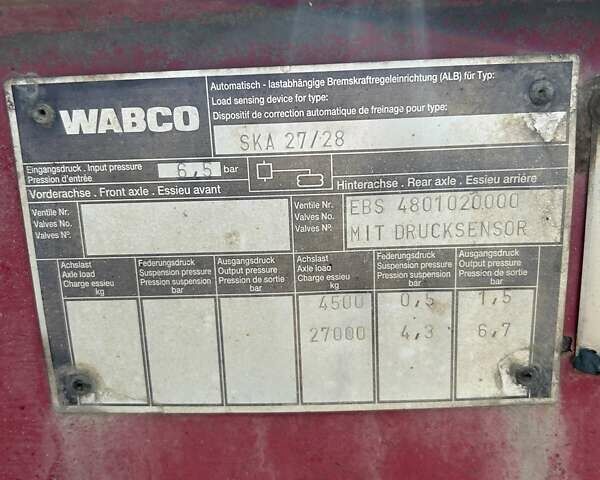 WABCO
Automatisch - lastabhängige Bremskraftregeleinrichtung (ALB) für Typ:
Load sensing device for type:
Dispositif de correction automatique de freinage pour type:
SKA 27/28
Eingangsdruck . Input pressure 6,5 bar
Pression d'entrée
Vorderachse . Front axle . Essieu avant
Hinterachse . Rear axle . Essieu arrière
Ventile Nr.
Valves No.
Valves Nº.
Ventile Nr.
Valves No.
Valves Nº.
EBS 4801020000
MIT DRUCKSENSOR
Achslast
Axle load
Charge essieu
kg
Federungsdruck
Suspension pressure
Pression suspension
bar
Ausgangsdruck
Output pressure
Pression de sortie
bar
Achslast
Axle load
Charge essieu
kg
Federungsdruck
Suspension pressure
Pression suspension
bar
Ausgangsdruck
Output pressure
Pression de sortie
bar
4500 0,5 1,5
27000 4,3 6,7